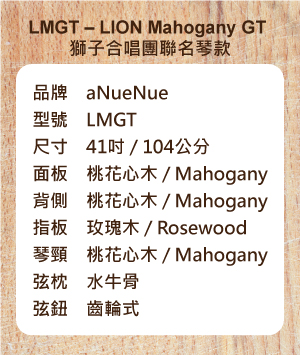 LMGT – LION Mahogany GT
獅子合唱團聯名琴款
品牌 aNueNue
型號 LMGT
尺寸 41吋 / 104公分
面板 桃花心木 / Mahogany
背側 桃花心木 / Mahogany
指板 玫瑰木 / Rosewood
琴頸 桃花心木 / Mahogany
弦枕 水牛骨
弦鈕 齒輪式